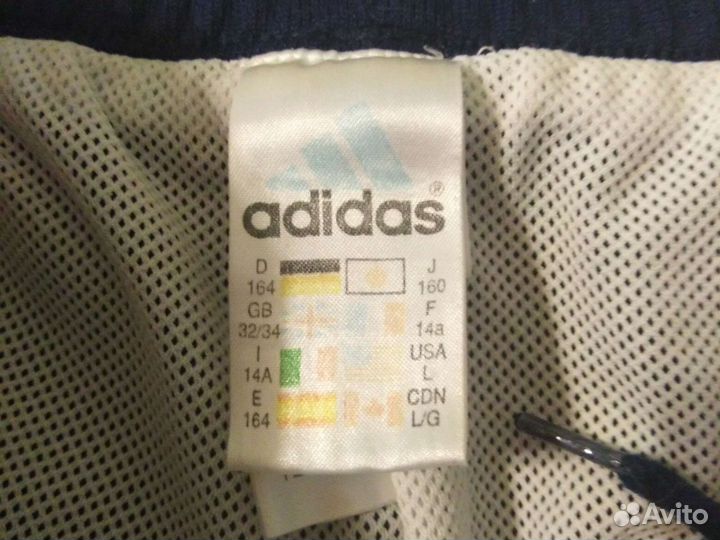 adidas®
D J
164 160
GB F
32/34 14a
I USA
14A L
E CDN
164 L/G
Avito